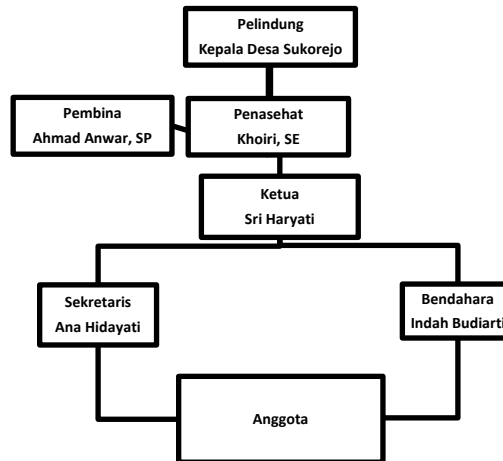 Pelindung
Kepala Desa Sukorejo
Pembina
Ahmad Anwar, SP
Penasehat
Khoiri, SE
Ketua
Sri Haryati
Sekretaris
Ana Hidayati
Bendahara
Indah Budiarti
Anggota